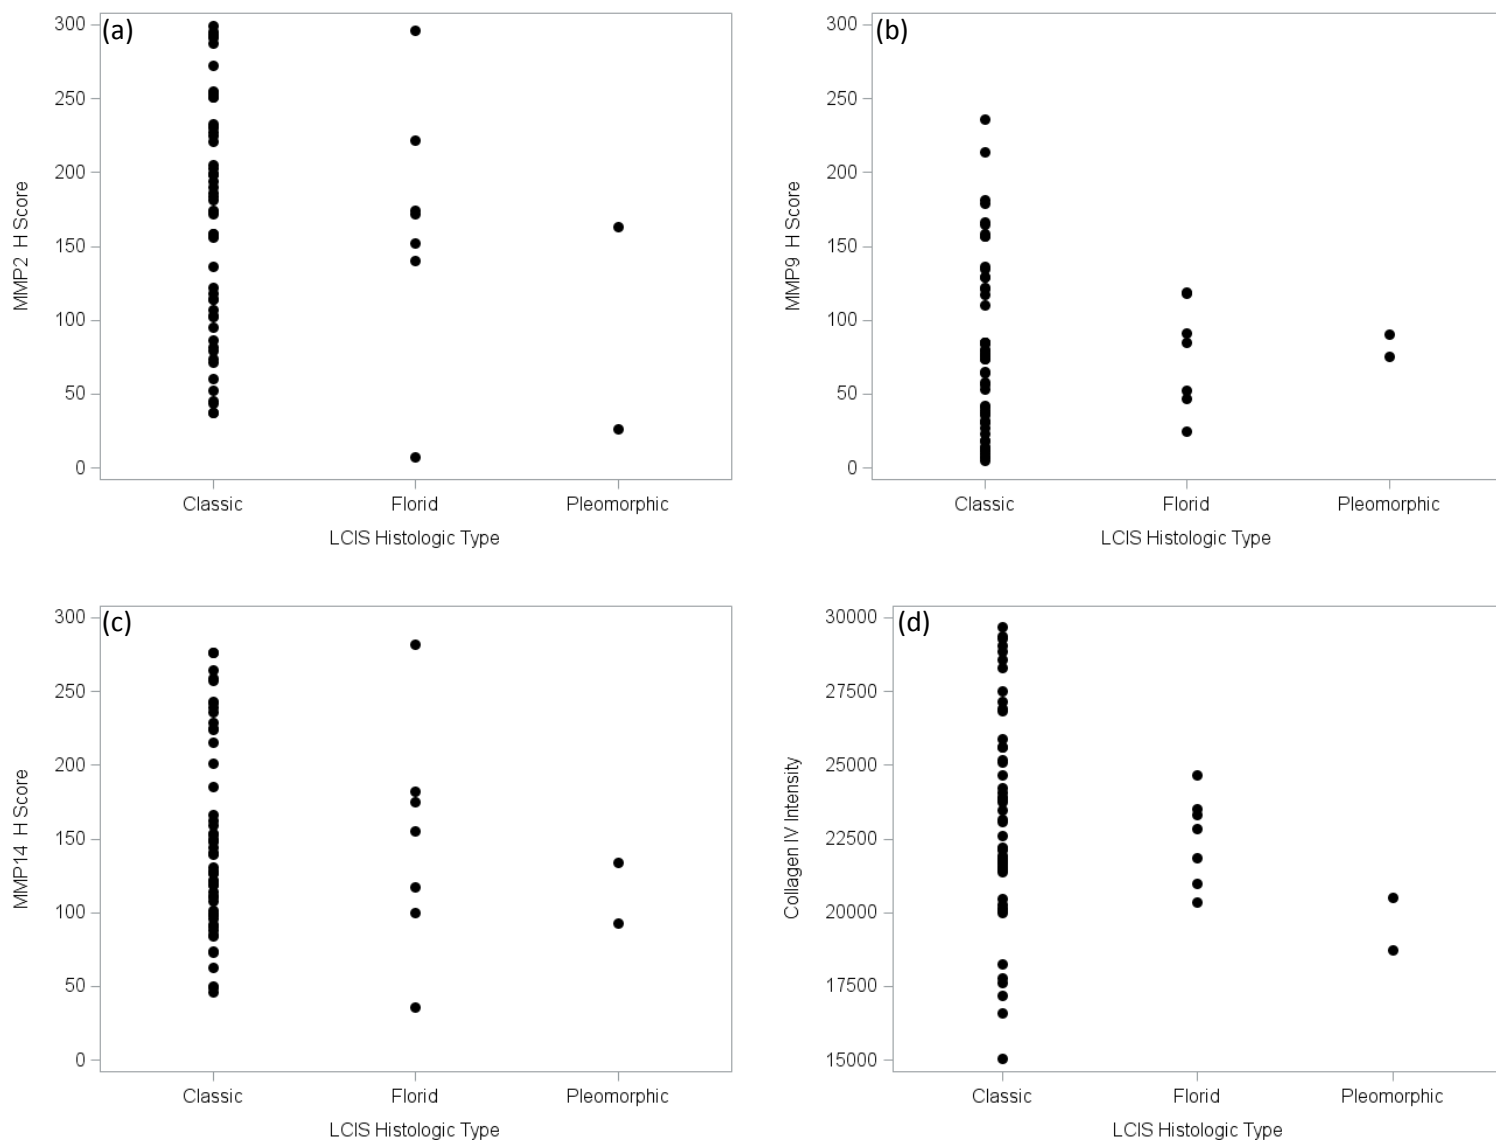 (a)
300
250
200
150
100
50
0
MMP2 H Score
Classic Florid Pleomorphic
LCIS Histologic Type
(b)
300
250
200
150
100
50
0
MMP9 H Score
Classic Florid Pleomorphic
LCIS Histologic Type
(c)
300
250
200
150
100
50
0
MMP14 H Score
Classic Florid Pleomorphic
LCIS Histologic Type
(d)
30000
27500
25000
22500
20000
17500
15000
Collagen IV Intensity
Classic Florid Pleomorphic
LCIS Histologic Type